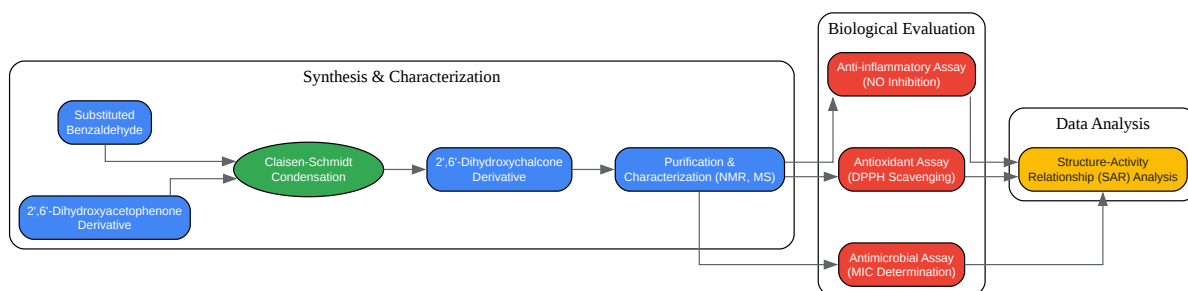 Synthesis & Characterization
Substituted
Benzaldehyde
2',6'-Dihydroxyacetophenone
Derivative
Claisen-Schmidt
Condensation
2',6'-Dihydroxychalcone
Derivative
Purification &
Characterization (NMR, MS)
Biological Evaluation
Anti-inflammatory Assay
(NO Inhibition)
Antioxidant Assay
(DPPH Scavenging)
Antimicrobial Assay
(MIC Determination)
Data Analysis
Structure-Activity
Relationship (SAR) Analysis